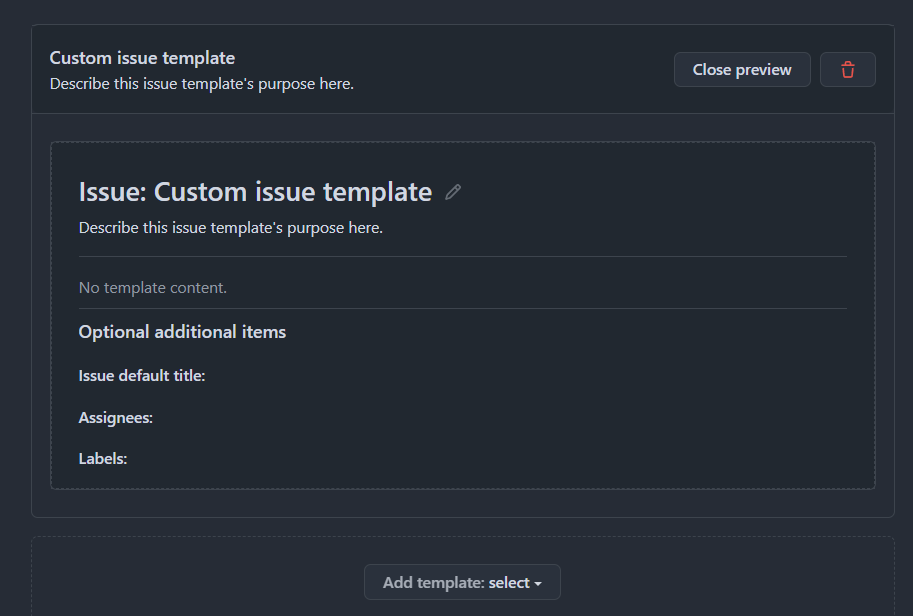 Custom issue template
Describe this issue template's purpose here.
Close preview
Issue: Custom issue template
Describe this issue template's purpose here.
No template content.
Optional additional items
Issue default title:
Assignees:
Labels:
Add template: select